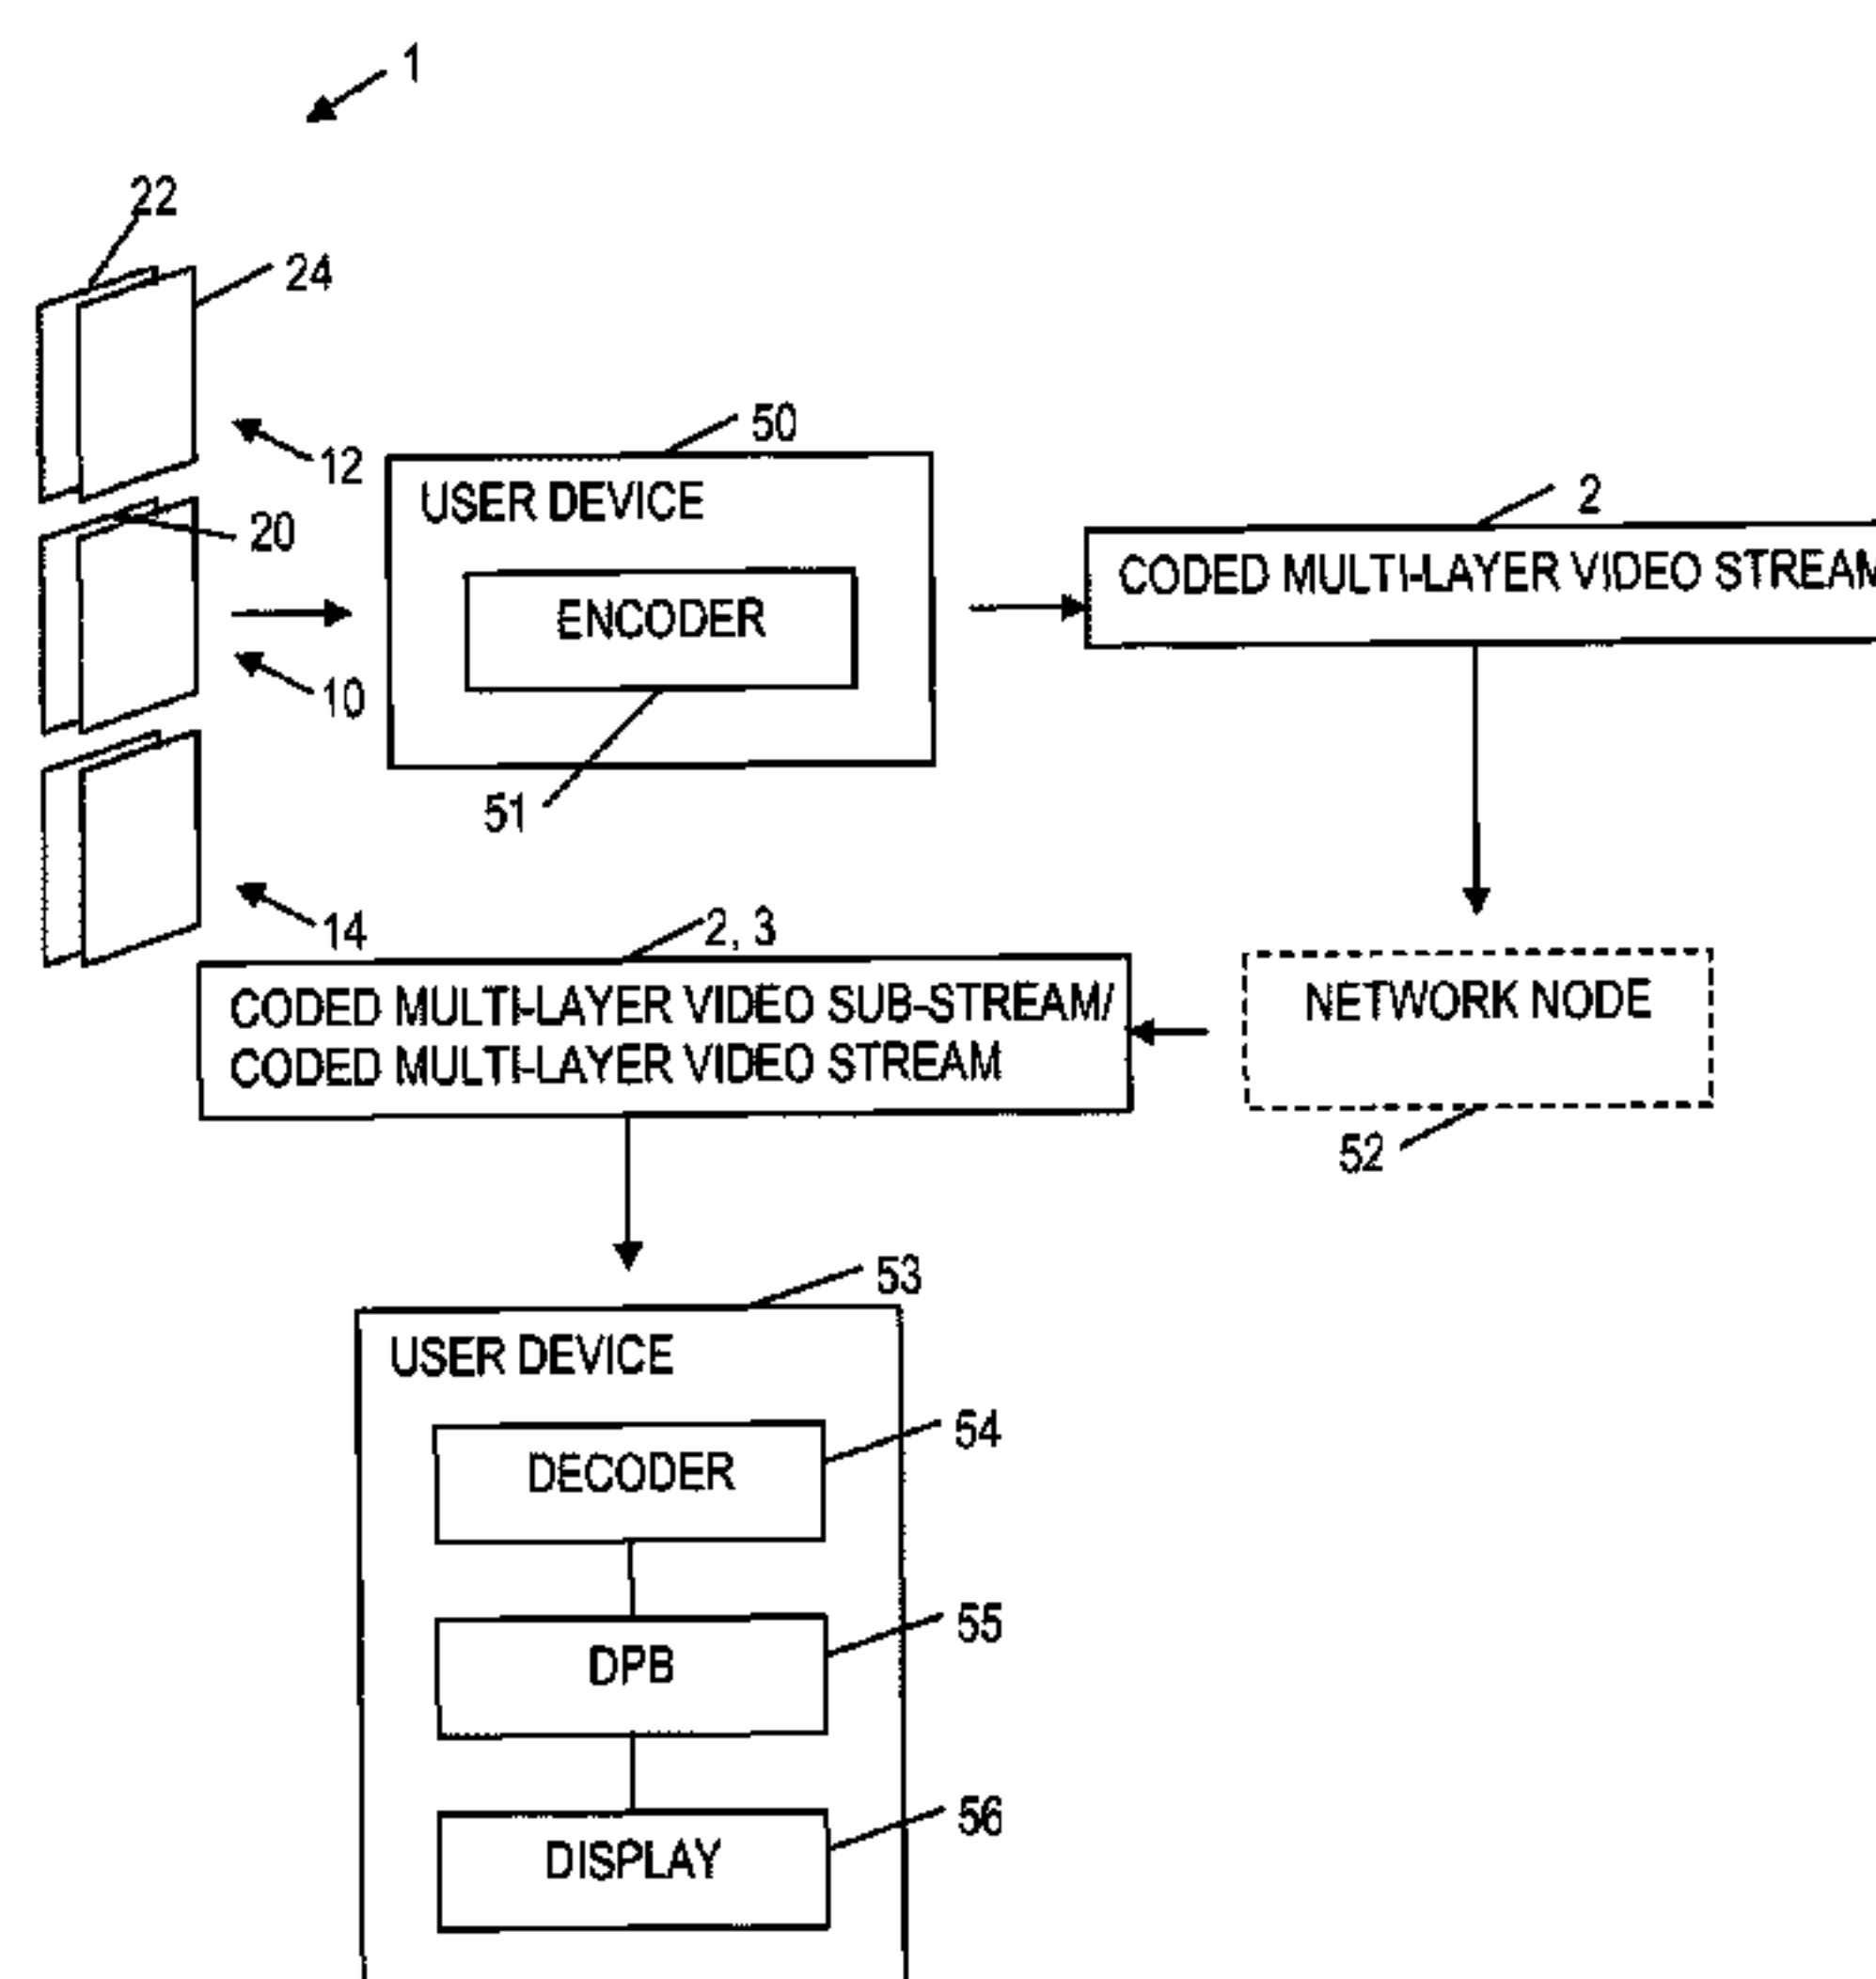 1
22
24
12
50
USER DEVICE
2
20
CODED MULTI-LAYER VIDEO STREAM
ENCODER
10
51
14
2, 3
CODED MULTI-LAYER VIDEO SUB-STREAM/
CODED MULTI-LAYER VIDEO STREAM
NETWORK NODE
52
53
USER DEVICE
54
DECODER
55
DPB
56
DISPLAY